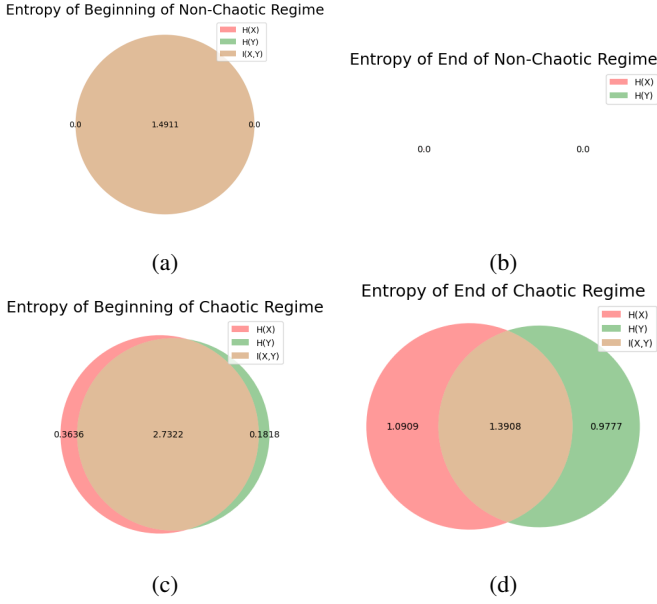 Entropy of Beginning of Non-Chaotic Regime
H(X)
H(Y)
I(X,Y)
0.0
1.4911
0.0
(a)
Entropy of End of Non-Chaotic Regime
H(X)
H(Y)
0.0
0.0
(b)
Entropy of Beginning of Chaotic Regime
H(X)
H(Y)
I(X,Y)
0.3636
2.7322
0.1818
(c)
Entropy of End of Chaotic Regime
H(X)
H(Y)
I(X,Y)
1.0909
1.3908
0.9777
(d)